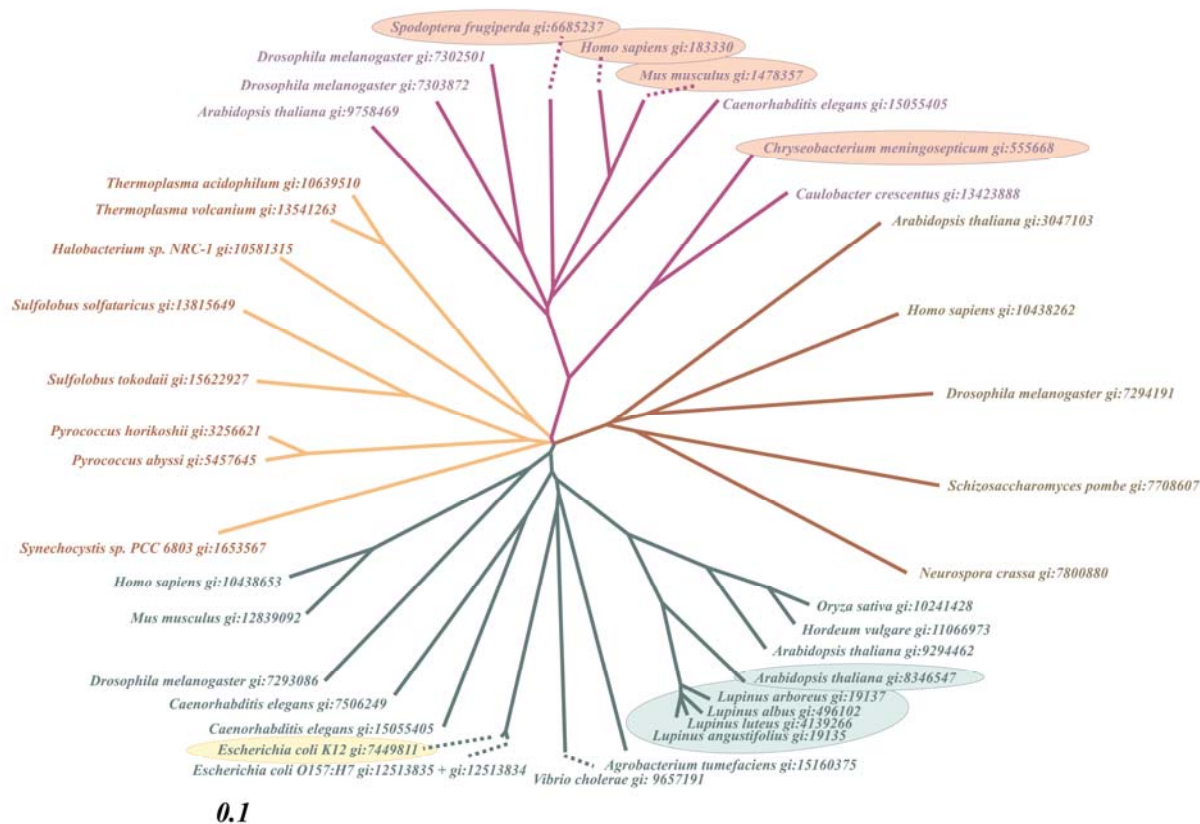 Spodoptera frugiperda gi:6685237
Homo sapiens gi:183330
Drosophila melanogaster gi:7302501
Mus musculus gi:1478357
Drosophila melanogaster gi:7303872
Caenorhabditis elegans gi:15055405
Arabidopsis thaliana gi:9758469
Chryseobacterium meningosepticum gi:555668
Thermoplasma acidophilum gi:10639510
Caulobacter crescentus gi:13423888
Thermoplasma volcanium gi:13541263
Arabidopsis thaliana gi:3047103
Halobacterium sp. NRC-1 gi:10581315
Sulfolobus solfataricus gi:13815649
Homo sapiens gi:10438262
Sulfolobus tokodaii gi:15622927
Drosophila melanogaster gi:7294191
Pyrococcus horikoshii gi:3256621
Pyrococcus abyssi gi:5457645
Schizosaccharomyces pombe gi:7708607
Synechocystis sp. PCC 6803 gi:1653567
Neurospora crassa gi:7800880
Homo sapiens gi:10438653
Oryza sativa gi:10241428
Mus musculus gi:12839092
Hordeum vulgare gi:11066973
Arabidopsis thaliana gi:9294462
Drosophila melanogaster gi:7293086
Arabidopsis thaliana gi:8346547
Caenorhabditis elegans gi:7506249
Lupinus arboreus gi:19137
Lupinus albus gi:496102
Lupinus luteus gi:4139266
Caenorhabditis elegans gi:15055405
Lupinus angustifolius gi:19135
Escherichia coli K12 gi:7449811
Escherichia coli O157:H7 gi:12513835 + gi:12513834
Agrobacterium tumefaciens gi:15160375
Vibrio cholerae gi: 9657191
0.1